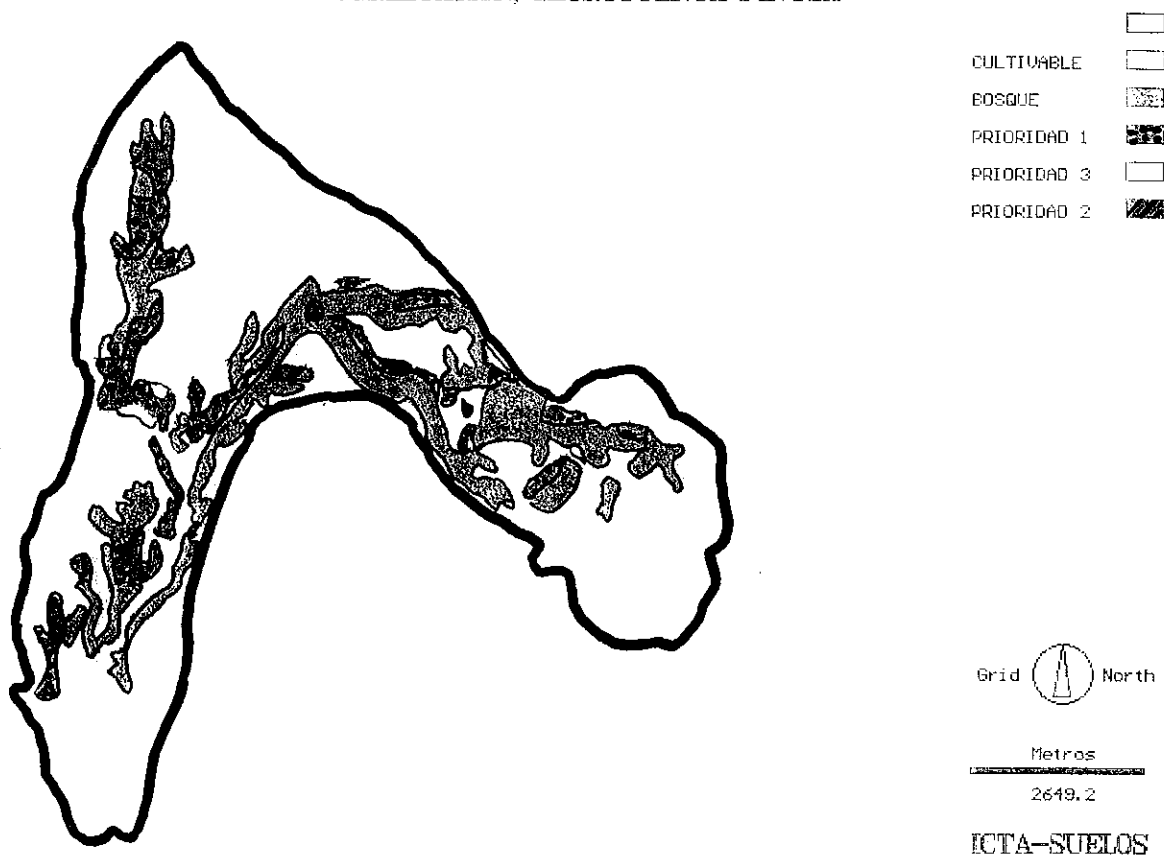 CULTIVABLE
BOSQUE
PRIORIDAD 1
PRIORIDAD 3
PRIORIDAD 2
Grid North
Metros
2649.2
ICTA-SUELOS